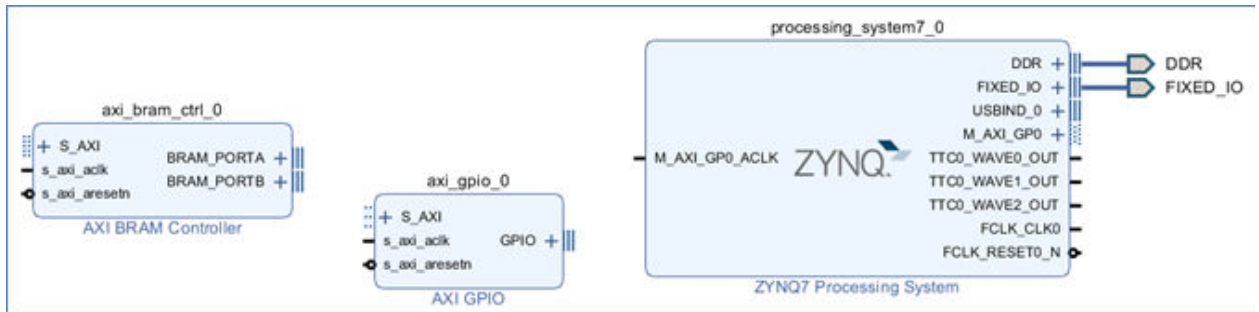 axi_bram_ctrl_0
S_AXI
s_axi_aclk
s_axi_aresetn
BRAM_PORTA
BRAM_PORTB
AXI BRAM Controller
axi_gpio_0
S_AXI
s_axi_aclk
s_axi_aresetn
GPIO
AXI GPIO
processing_system7_0
M_AXI_GP0_ACLK
ZYNQ.
DDR
FIXED_IO
USBIND_0
M_AXI_GP0
TTC0_WAVE0_OUT
TTC0_WAVE1_OUT
TTC0_WAVE2_OUT
FCLK_CLK0
FCLK_RESET0_N
ZYNQ7 Processing System
DDR
FIXED_IO